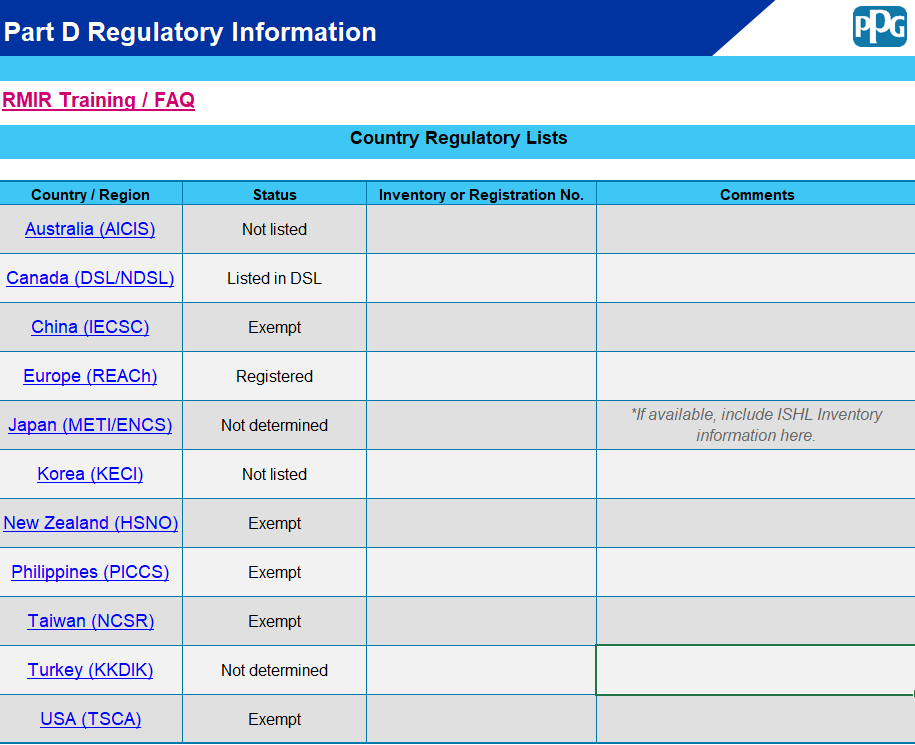 Part D Regulatory Information
PPG
RMIR Training / FAQ
Country Regulatory Lists
Country / Region Status Inventory or Registration No. Comments
Australia (AICIS) Not listed
Canada (DSL/NDSL) Listed in DSL
China (IECSC) Exempt
Europe (REACh) Registered
Japan (METI/ENCS) Not determined *If available, include ISHL Inventory
information here.
Korea (KECI) Not listed
New Zealand (HSNO) Exempt
Philippines (PICCS) Exempt
Taiwan (NCSR) Exempt
Turkey (KKDIK) Not determined
USA (TSCA) Exempt